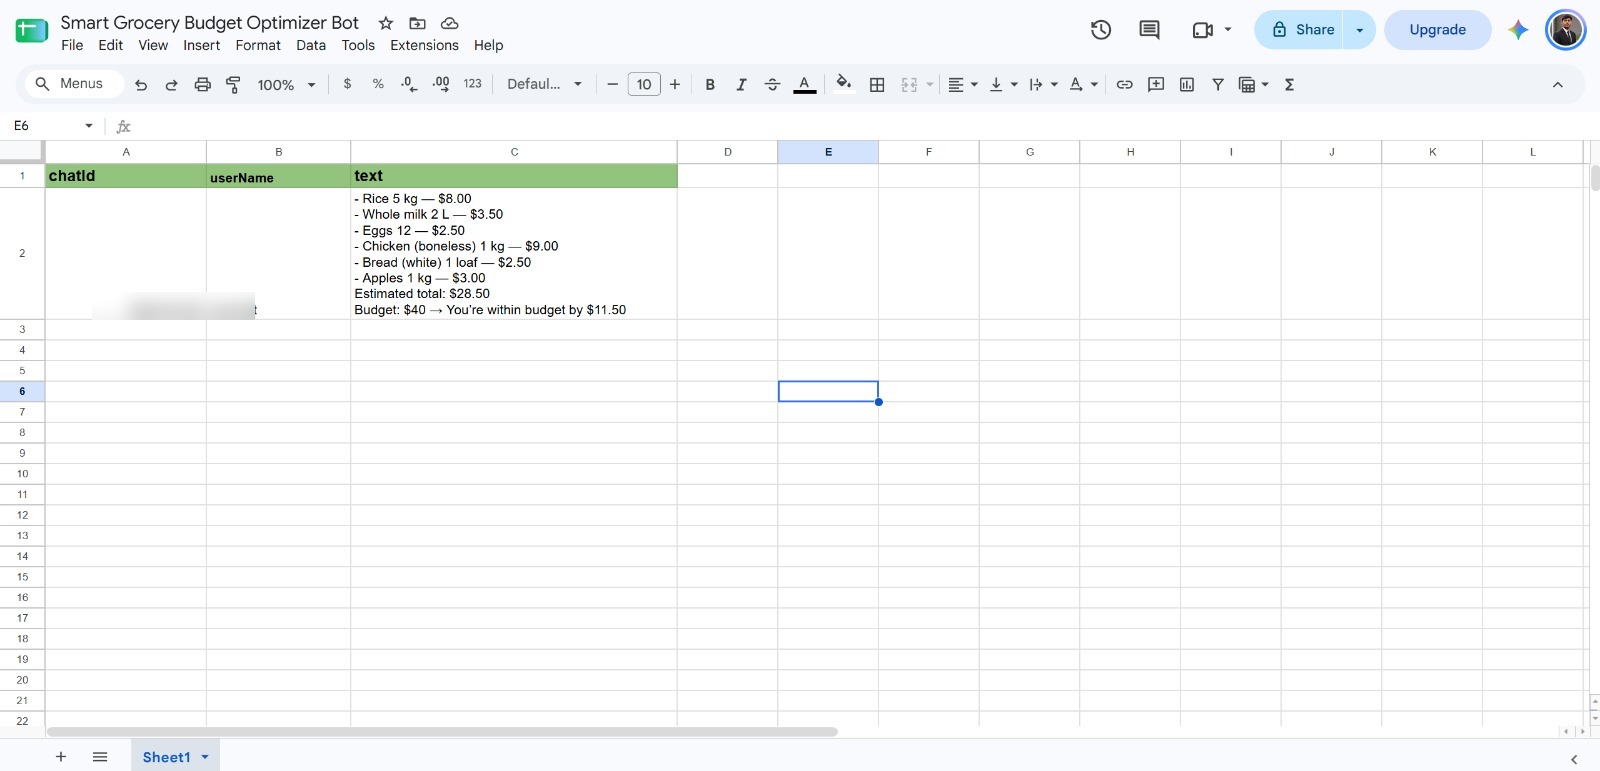 Smart Grocery Budget Optimizer Bot
File Edit View Insert Format Data Tools Extensions Help
Share
Upgrade
Menus 100% $ % .0 .00 123 Defaul... 10 B I A A Σ
E6 fx
A B C D E F G H I J K L
1 chatId userName text
2
- Rice 5 kg — $8.00
- Whole milk 2 L — $3.50
- Eggs 12 — $2.50
- Chicken (boneless) 1 kg — $9.00
- Bread (white) 1 loaf — $2.50
- Apples 1 kg — $3.00
Estimated total: $28.50
t Budget: $40 → You're within budget by $11.50
3
4
5
6
7
8
9
10
11
12
13
14
15
16
17
18
19
20
21
22
Sheet1